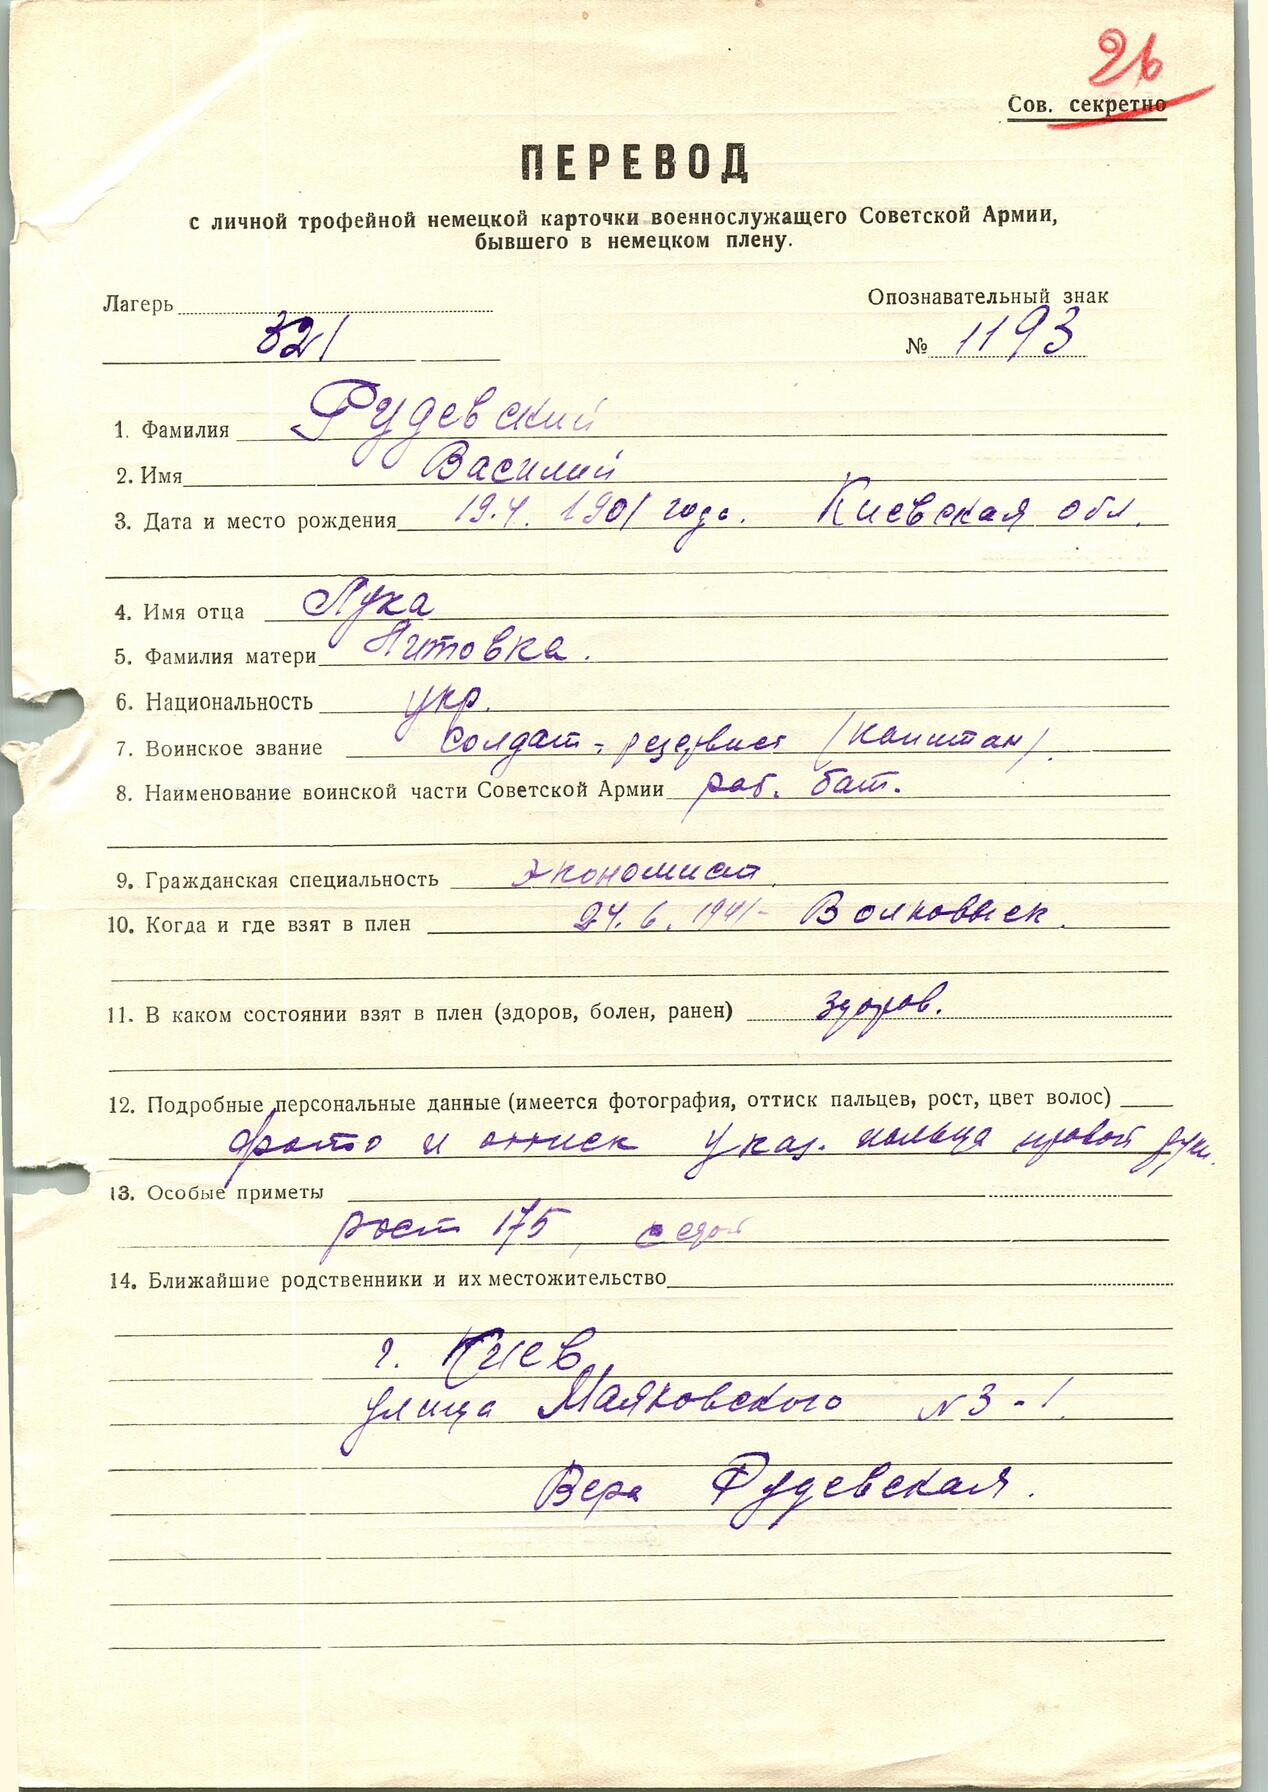 26
Сов. секретно
ПЕРЕВОД
с личной трофейной немецкой карточки военнослужащего Советской Армии,
бывшего в немецком плену.
Лагерь
321
Опознавательный знак
№ 1193
1. Фамилия Рудевский
2. Имя Василий
3. Дата и место рождения 19.4. 1901 года. Киевская обл.
4. Имя отца Лука
5. Фамилия матери Литовка.
6. Национальность укр.
7. Воинское звание солдат-резервист (капитан).
8. Наименование воинской части Советской Армии раб. бат.
9. Гражданская специальность экономист
10. Когда и где взят в плен 24.6.1941- Волковыск.
11. В каком состоянии взят в плен (здоров, болен, ранен) здоров.
12. Подробные персональные данные (имеется фотография, оттиск пальцев, рост, цвет волос)
фото и оттиск указ. пальца правой руки.
13. Особые приметы
рост 175, седой
14. Ближайшие родственники и их местожительство
г. Киев
улица Маяковского N 3-1.
Вера Рудевская.